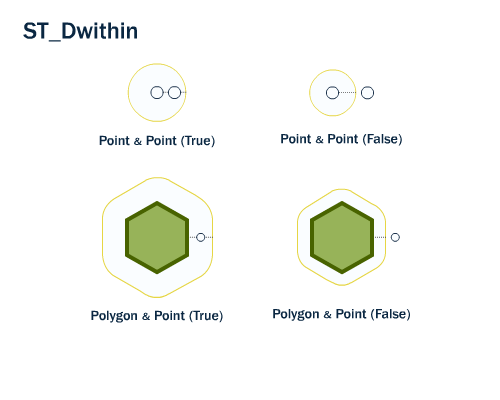 ST_Dwithin
Point & Point (True)
Point & Point (False)
Polygon & Point (True)
Polygon & Point (False)